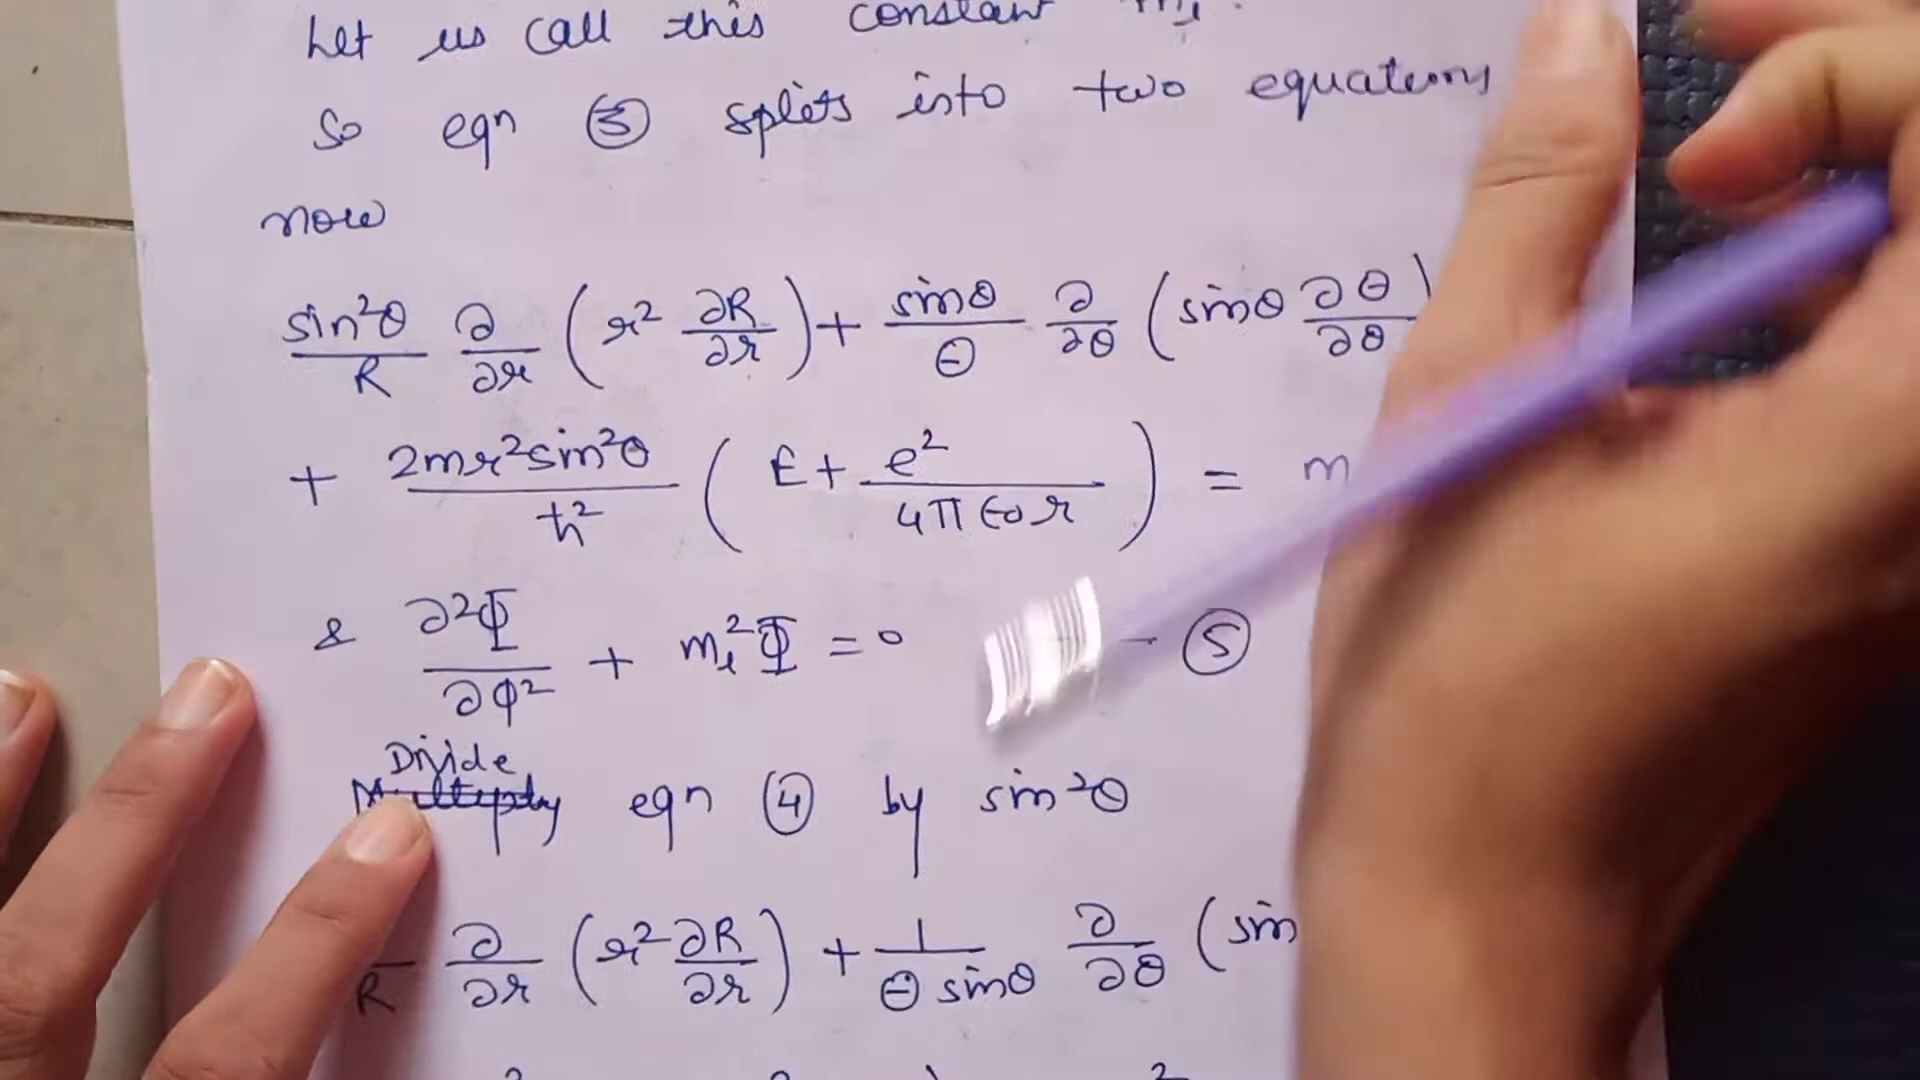 Let us call this constant
So eqn ③ splits into two equations
now
sin²θ/R ∂/∂r (r² ∂R/∂r) + sinθ/Θ ∂/∂θ (sinθ ∂Θ/∂θ)
+ 2mr²sin²θ/ħ² (E + e²/4πε₀r) = m
& ∂²Φ/∂φ² + mₗ²Φ = 0 - ⑤
Divide
eqn ④ by sin²θ
R ∂/∂r (r² ∂R/∂r) + 1/Θ sinθ ∂/∂θ (sin